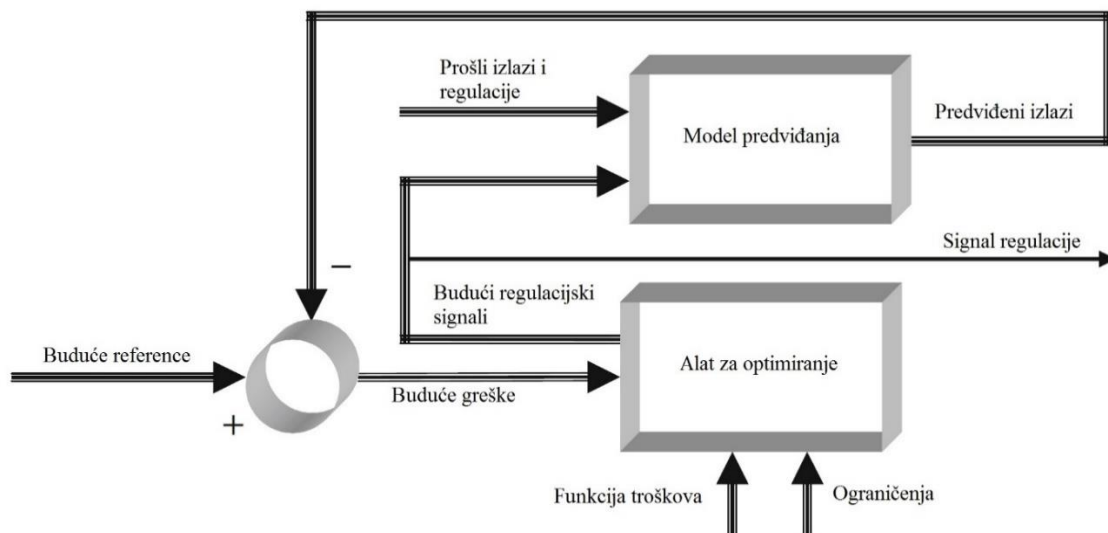 Prošli izlazi i
regulacije
Model predviđanja
Predviđeni izlazi
Signal regulacije
−
Budući regulacijski
signali
Buduće reference
Alat za optimiranje
Buduće greške
+
Funkcija troškova
Ograničenja